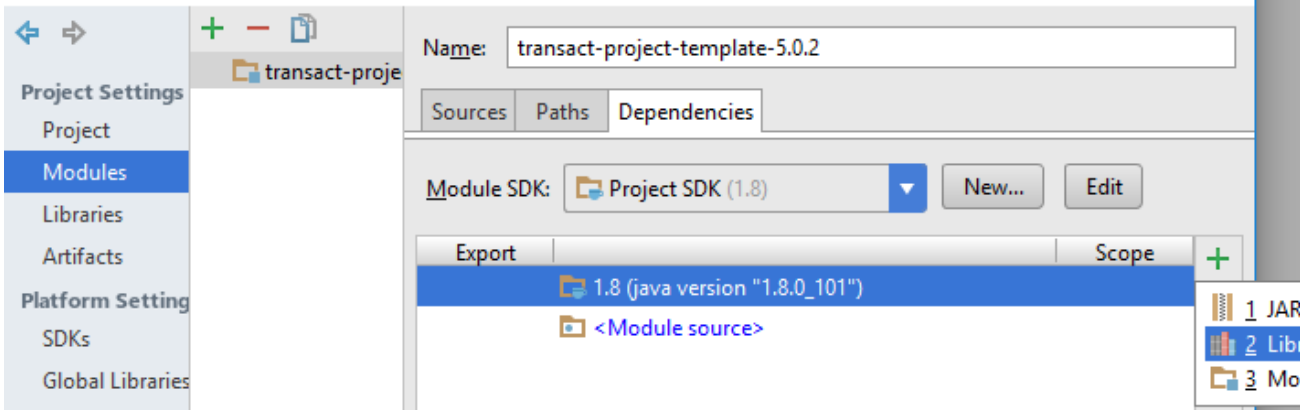 Project Settings
Project
Modules
Libraries
Artifacts
Platform Setting
SDKs
Global Libraries
transact-proje
Name: transact-project-template-5.0.2
Sources Paths Dependencies
Module SDK: Project SDK (1.8) New... Edit
Export Scope
1.8 (java version "1.8.0_101")
<Module source>
1 JAR
2 Libr
3 Mo